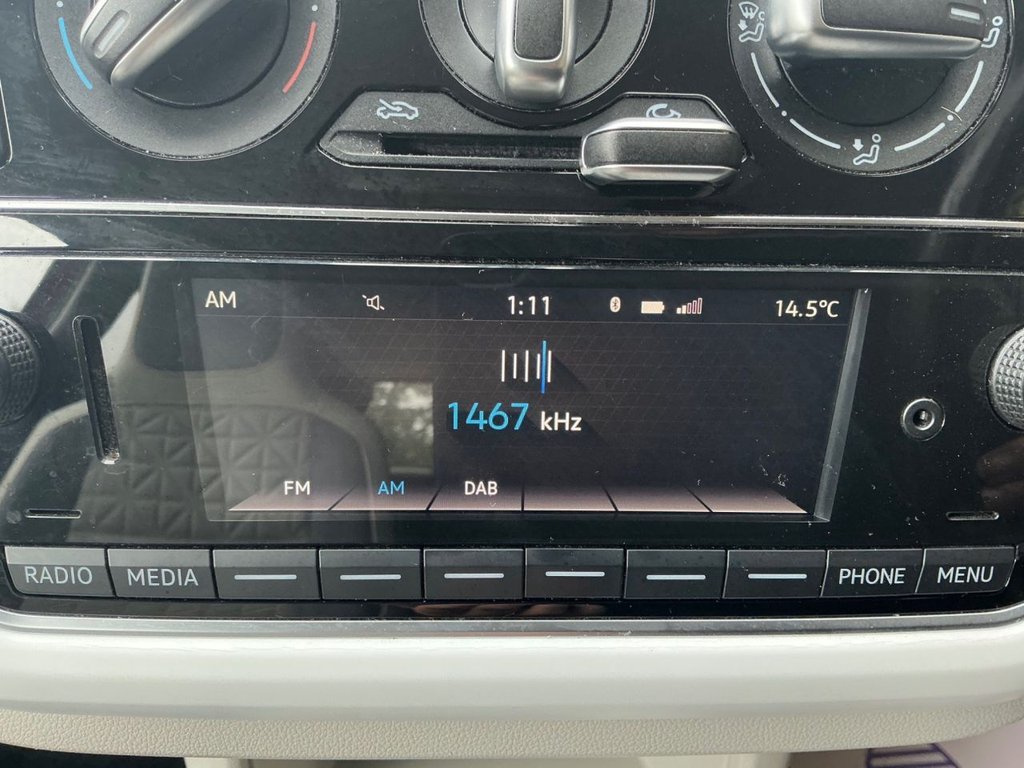 AM 1:11 14.5°C
1467 kHz
FM AM DAB
RADIO MEDIA PHONE MENU